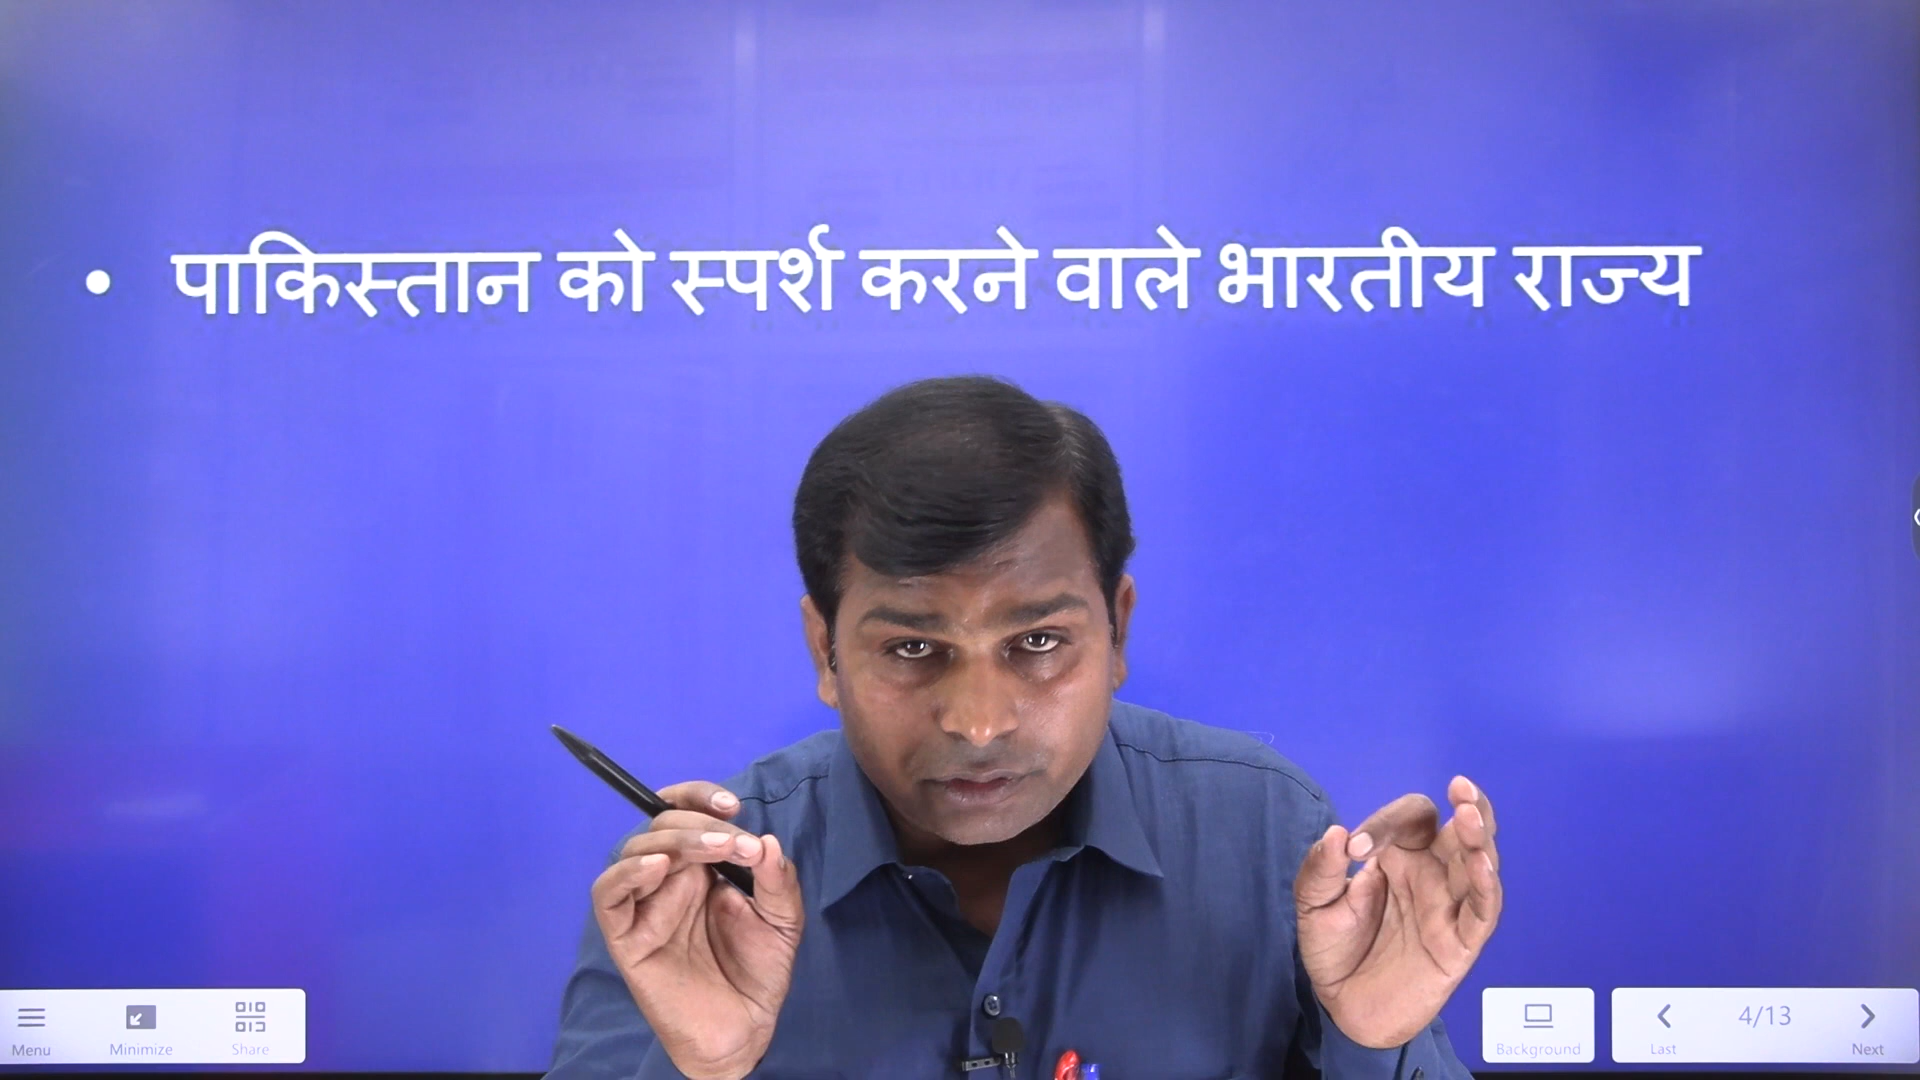 • पाकिस्तान को स्पर्श करने वाले भारतीय राज्य
Menu Minimize Share
Background
4/13
Last Next